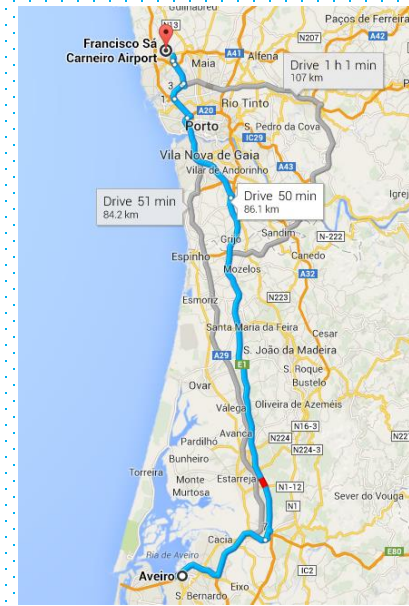 Guilhabreu
N13
Paços de Ferreira
N207
A42
Francisco Sá
Carneiro Airport
A41
Alfena
Maia
Drive 1 h 1 min
107 km
3
1
A20
Rio Tinto
Porto
S. Pedro da Cova
IC29
Vila Nova de Gaia
A43
Vilar de Andorinho
Drive 51 min
84.2 km
Drive 50 min
86.1 km
Igrej
N-222
Grijó
Sandim
Espinho
Canedo
Mozelos
A32
Esmoriz
N223
Santa Maria da Feira
Cesar
A29
S. João da Madeira
E1
S. Roque
Bustelo
Ovar
Válega
Oliveira de Azeméis
Avanca
N16-3
Pardilhó
N224
N224-3
Bunheiro
Torreira
Monte
Murtosa
Estarreja
N1-12
Sever do Vouga
N1
Cacia
Ria de Aveiro
E80
Aveiro
IC2
Eixo
S. Bernardo